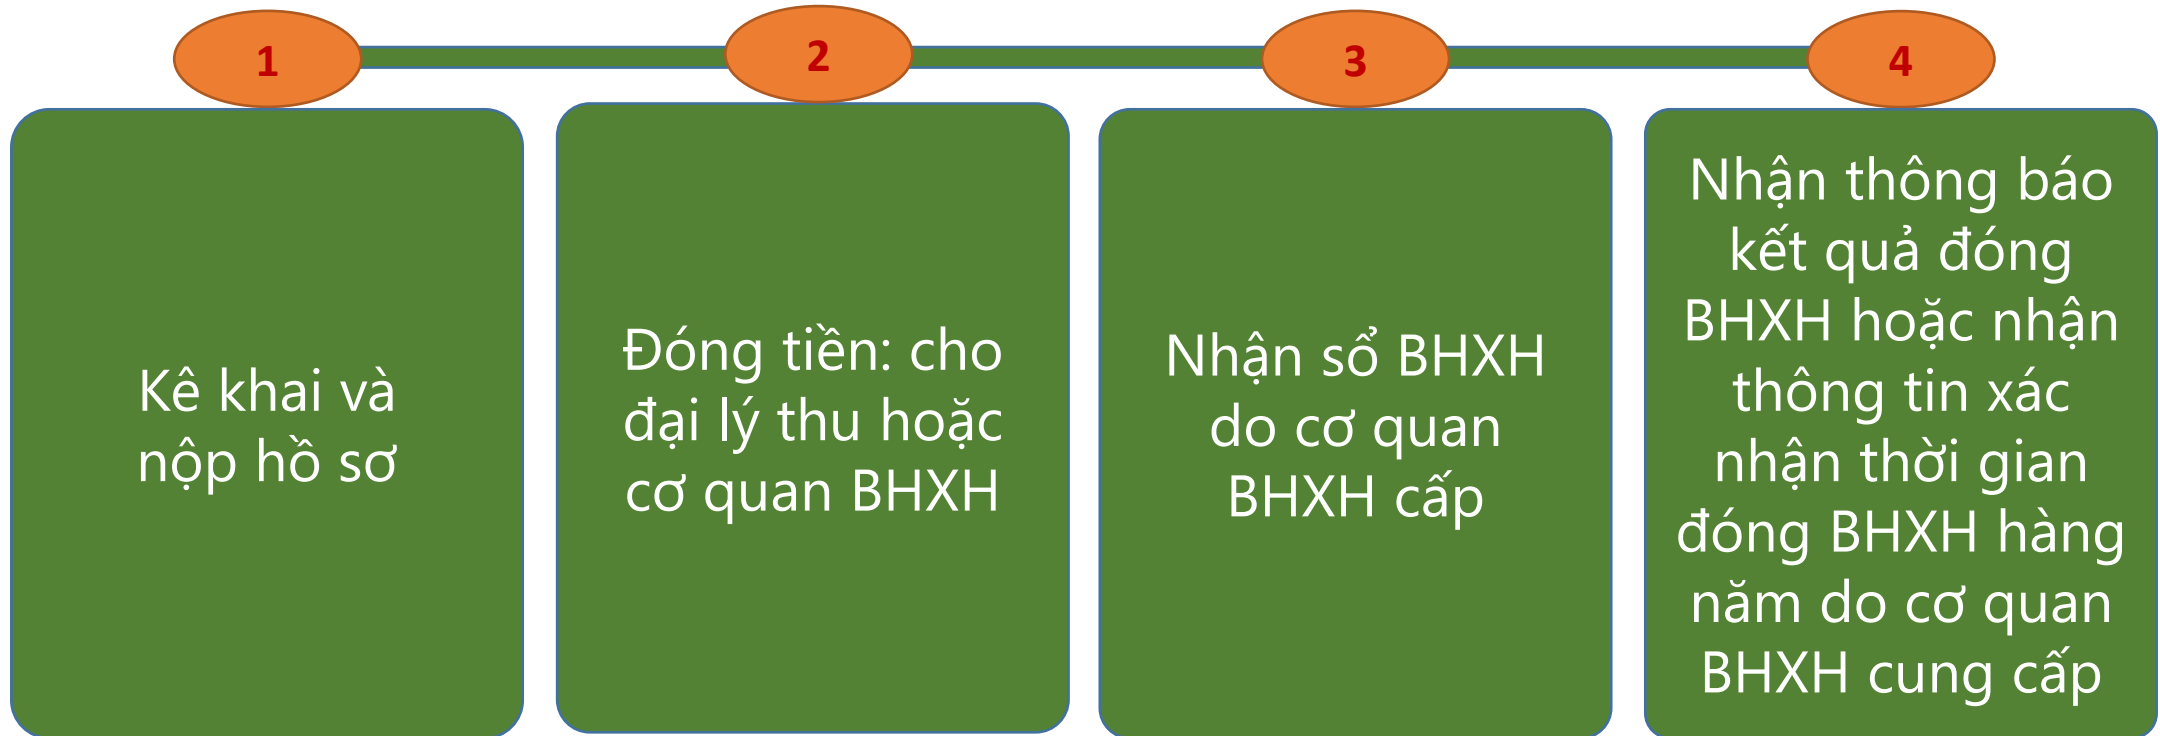 1
Kê khai và
nộp hồ sơ
2
Đóng tiền: cho
đại lý thu hoặc
cơ quan BHXH
3
Nhận sổ BHXH
do cơ quan
BHXH cấp
4
Nhận thông báo
kết quả đóng
BHXH hoặc nhận
thông tin xác
nhận thời gian
đóng BHXH hàng
năm do cơ quan
BHXH cung cấp